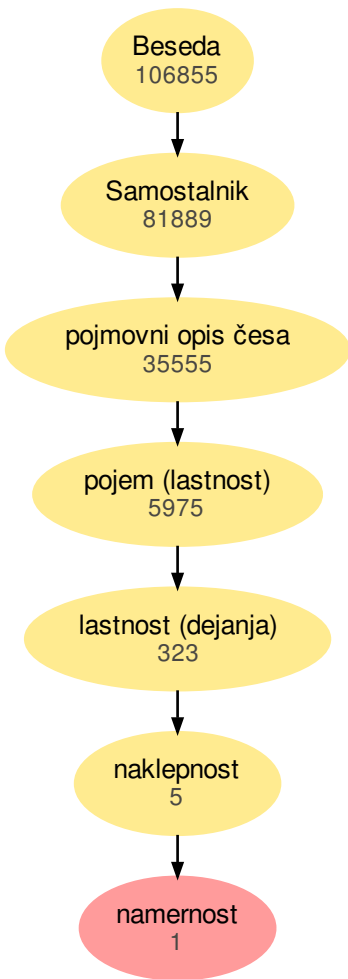 Beseda
106855
Samostalnik
81889
pojmovni opis česa
35555
pojem (lastnost)
5975
lastnost (dejanja)
323
naklepnost
5
namernost
1